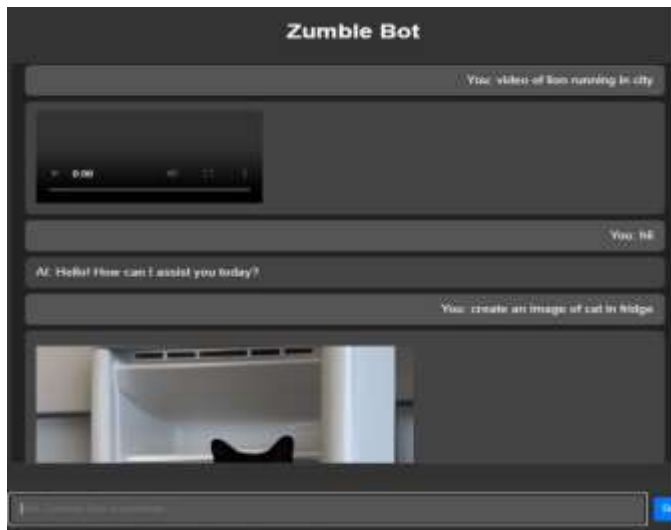 Zumbie Bot
You: video of lion running in city
0:00
You: hi
AI: Hello! How can I assist you today?
You: create an image of cat in fridge